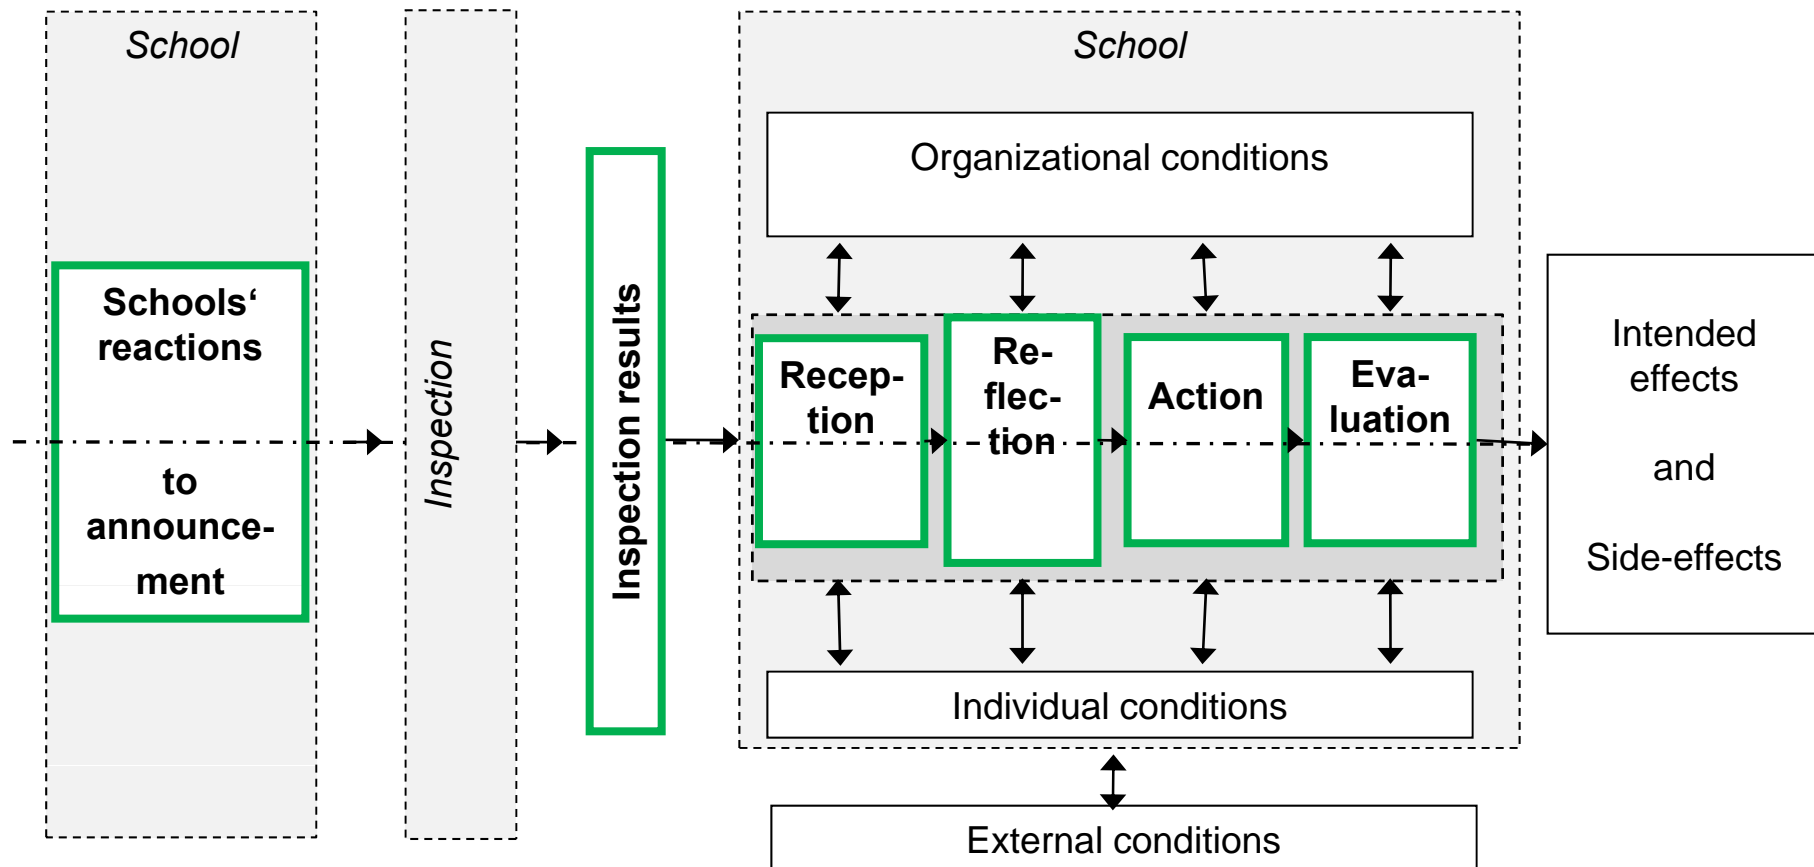 School
Schools‘
reactions
to
announce-
ment
Inspection
Inspection results
School
Organizational conditions
Recep-
tion
Re-
flec-
tion
Action
Eva-
luation
Individual conditions
External conditions
Intended
effects
and
Side-effects